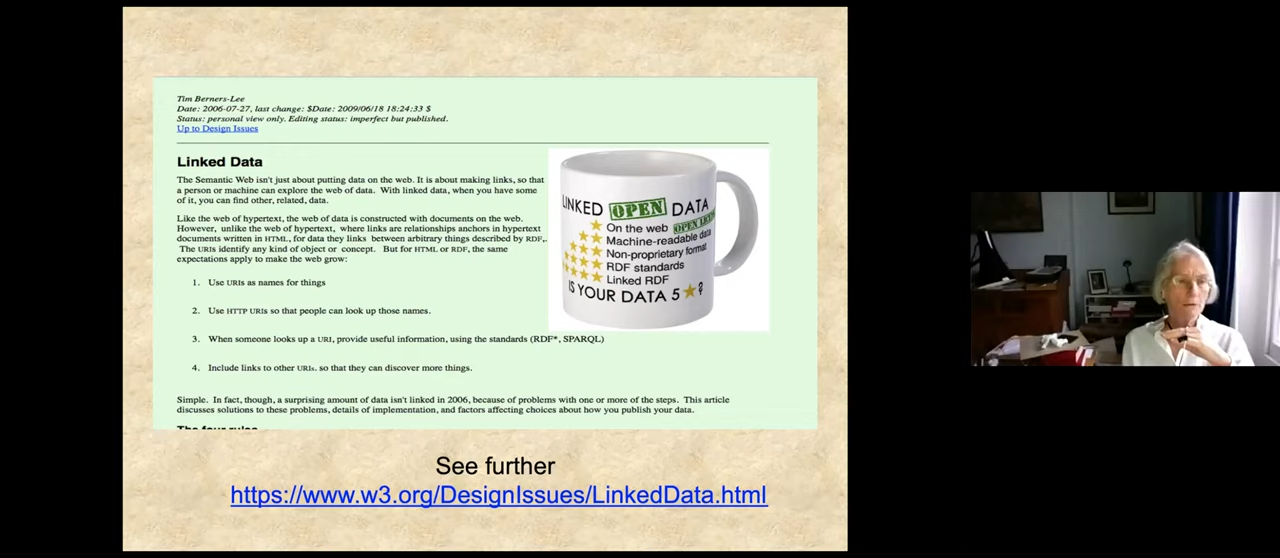 Tim Berners-Lee
Date: 2006-07-27, last change: $Date: 2009/06/18 18:24:33 $
Status: personal view only. Editing status: imperfect but published.
Up to Design Issues
Linked Data
The Semantic Web isn't just about putting data on the web. It is about making links, so that
a person or machine can explore the web of data. With linked data, when you have some
of it, you can find other, related, data.
Like the web of hypertext, the web of data is constructed with documents on the web.
However, unlike the web of hypertext, where links are relationships anchors in hypertext
documents written in HTML, for data they links between arbitrary things described by RDF,.
The URIs identify any kind of object or concept. But for HTML or RDF, the same
expectations apply to make the web grow:
1. Use URIs as names for things
2. Use HTTP URIs so that people can look up those names.
3. When someone looks up a URI, provide useful information, using the standards (RDF*, SPARQL)
4. Include links to other URIs. so that they can discover more things.
Simple. In fact, though, a surprising amount of data isn't linked in 2006, because of problems with one or more of the steps. This article
discusses solutions to these problems, details of implementation, and factors affecting choices about how you publish your data.
The four rules
LINKED OPEN DATA
On the web OPEN LICENSE
Machine-readable data
Non-proprietary format
RDF standards
Linked RDF
IS YOUR DATA 5 ?
See further
https://www.w3.org/DesignIssues/LinkedData.html